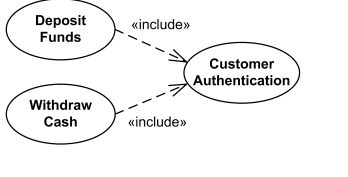 Deposit
Funds
«include»
Customer
Authentication
Withdraw
Cash
«include»